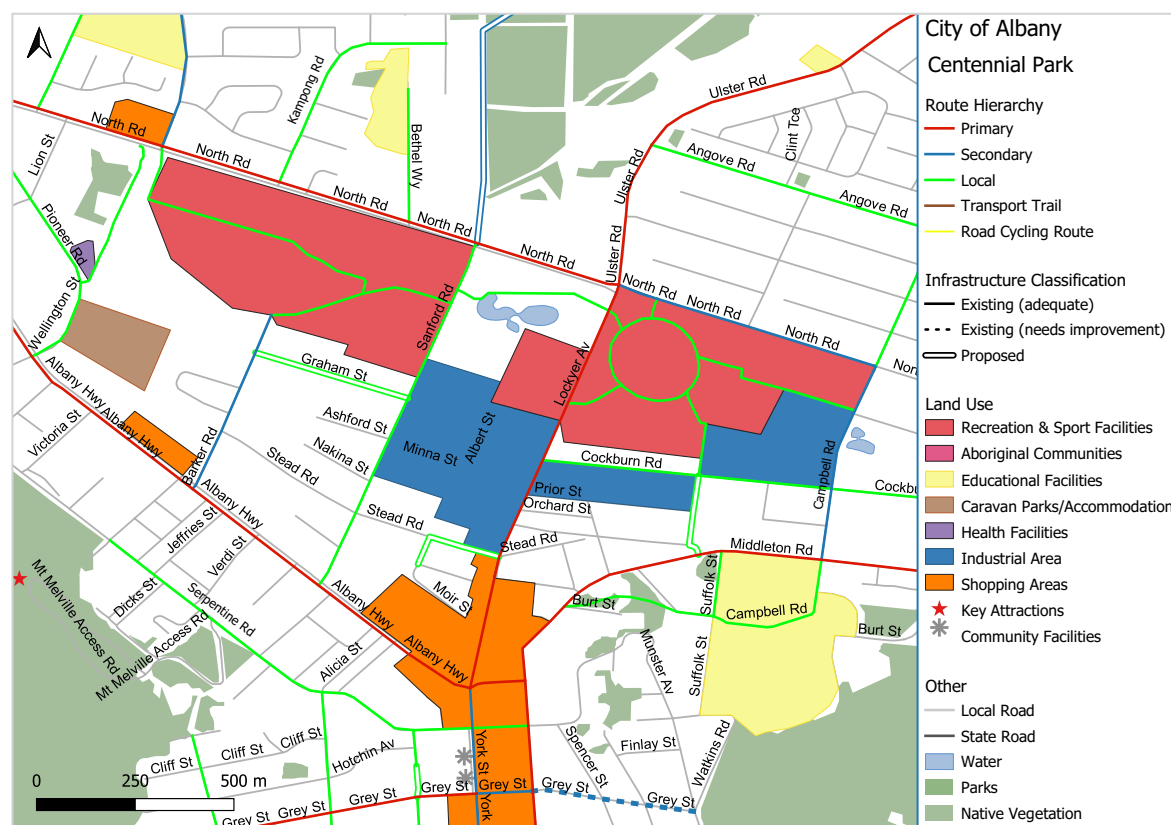 City of Albany
Centennial Park
Route Hierarchy
Primary
Secondary
Local
Transport Trail
Road Cycling Route
Infrastructure Classification
Existing (adequate)
Existing (needs improvement)
Proposed
Land Use
Recreation & Sport Facilities
Aboriginal Communities
Educational Facilities
Caravan Parks/Accommodation
Health Facilities
Industrial Area
Shopping Areas
Key Attractions
Community Facilities
Other
Local Road
State Road
Water
Parks
Native Vegetation
Ulster Rd
Kampong Rd
Clint Tce
North Rd
Lion St
North Rd
Bethel Wy
Ulster Rd
Angove Rd
Angove Rd
North Rd
North Rd
Pioneer Rd
Ulster Rd
North Rd
North Rd
North Rd
North Rd
Wellington St
Sanford Rd
Lockyer Av
Nor
Albany Hwy
Graham St
Albany Hwy
Victoria St
Ashford St
Albert St
Nakina St
Minna St
Barker Rd
Stead Rd
Cockburn Rd
Campbell Rd
Cockbu
Albany Hwy
Prior St
Orchard St
Jeffries St
Stead Rd
Stead Rd
Middleton Rd
Verdi St
Suffolk St
Mt Melville Access Rd
Dicks St
Serpentine Rd
Albany Hwy
Moir S
Burt St
Campbell Rd
Burt St
Mt Melville Access Rd
Alicia St
Albany Hwy
Munster Av
Suffolk St
Cliff St
Cliff St
Cliff St
Hotchin Av
York St
Spencer St
Finlay St
Watkins Rd
Grey St
Grey St
Grey St
Grey St
Grey St
Grey St
Grey St
York
0
250
500 m